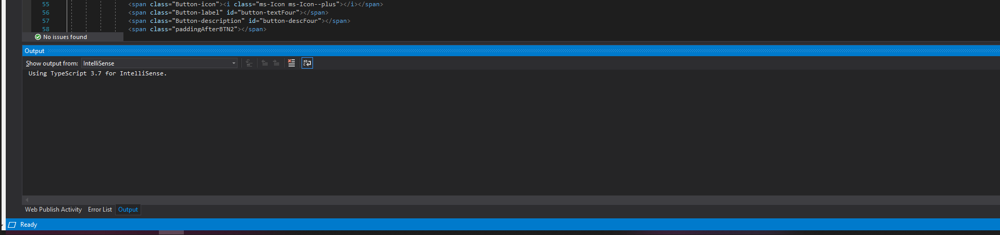 55 <span class="Button-icon"><i class="ms-Icon ms-Icon--plus"></i></span>
56 <span class="Button-label" id="button-textFour"></span>
57 <span class="Button-description" id="button-descFour"></span>
58 <span class="paddingAfterBTN2"></span>
No issues found
Output
Show output from: IntelliSense
Using TypeScript 3.7 for IntelliSense.
Web Publish Activity Error List Output
Ready